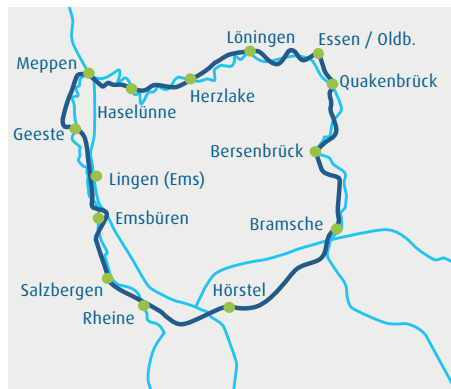 Löningen
Essen / Oldb.
Meppen
Quakenbrück
Haselünne
Herzlake
Geeste
Bersenbrück
Lingen (Ems)
Emsbüren
Bramsche
Salzbergen
Hörstel
Rheine